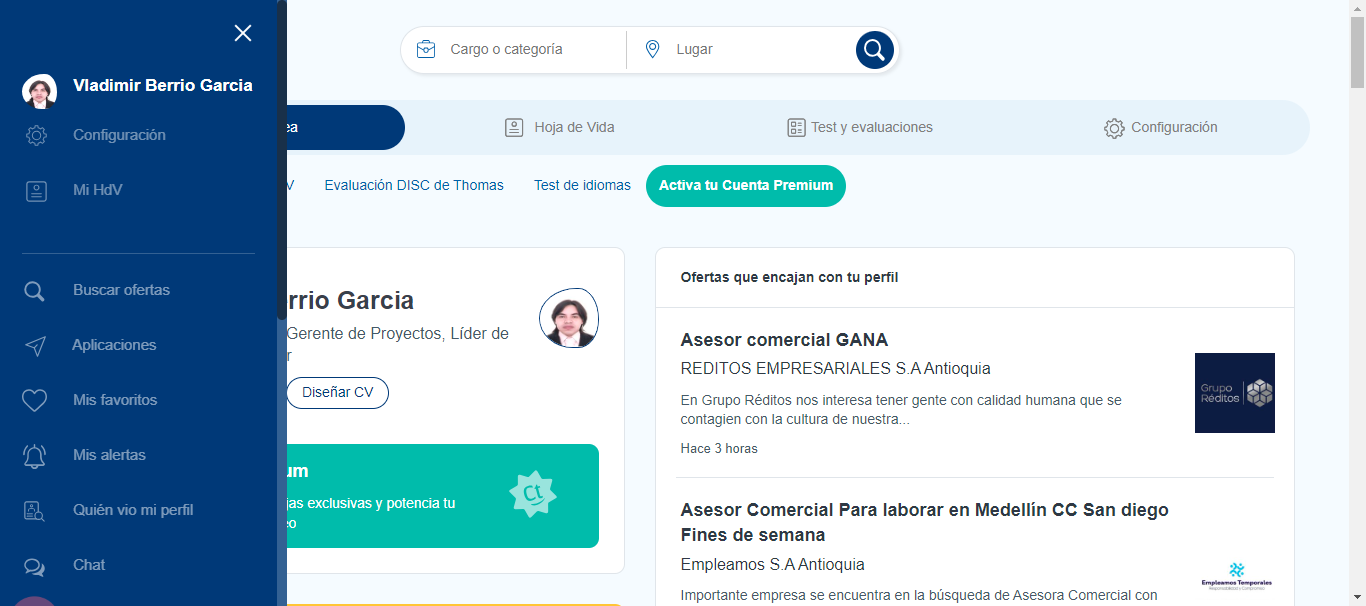 Cargo o categoría
Lugar
Vladimir Berrio Garcia
Configuración
Mi HdV
Buscar ofertas
Aplicaciones
Mis favoritos
Mis alertas
Quién vio mi perfil
Chat
ea
Hoja de Vida
Test y evaluaciones
Configuración
V
Evaluación DISC de Thomas
Test de idiomas
Activa tu Cuenta Premium
rrio Garcia
Gerente de Proyectos, Líder de
r
Diseñar CV
um
jas exclusivas y potencia tu
eo
Ct
Ofertas que encajan con tu perfil
Asesor comercial GANA
REDITOS EMPRESARIALES S.A Antioquia
En Grupo Réditos nos interesa tener gente con calidad humana que se
contagien con la cultura de nuestra...
Hace 3 horas
Grupo
Réditos
Asesor Comercial Para laborar en Medellín CC San diego
Fines de semana
Empleamos S.A Antioquia
Importante empresa se encuentra en la búsqueda de Asesora Comercial con
Empleamos Temporales